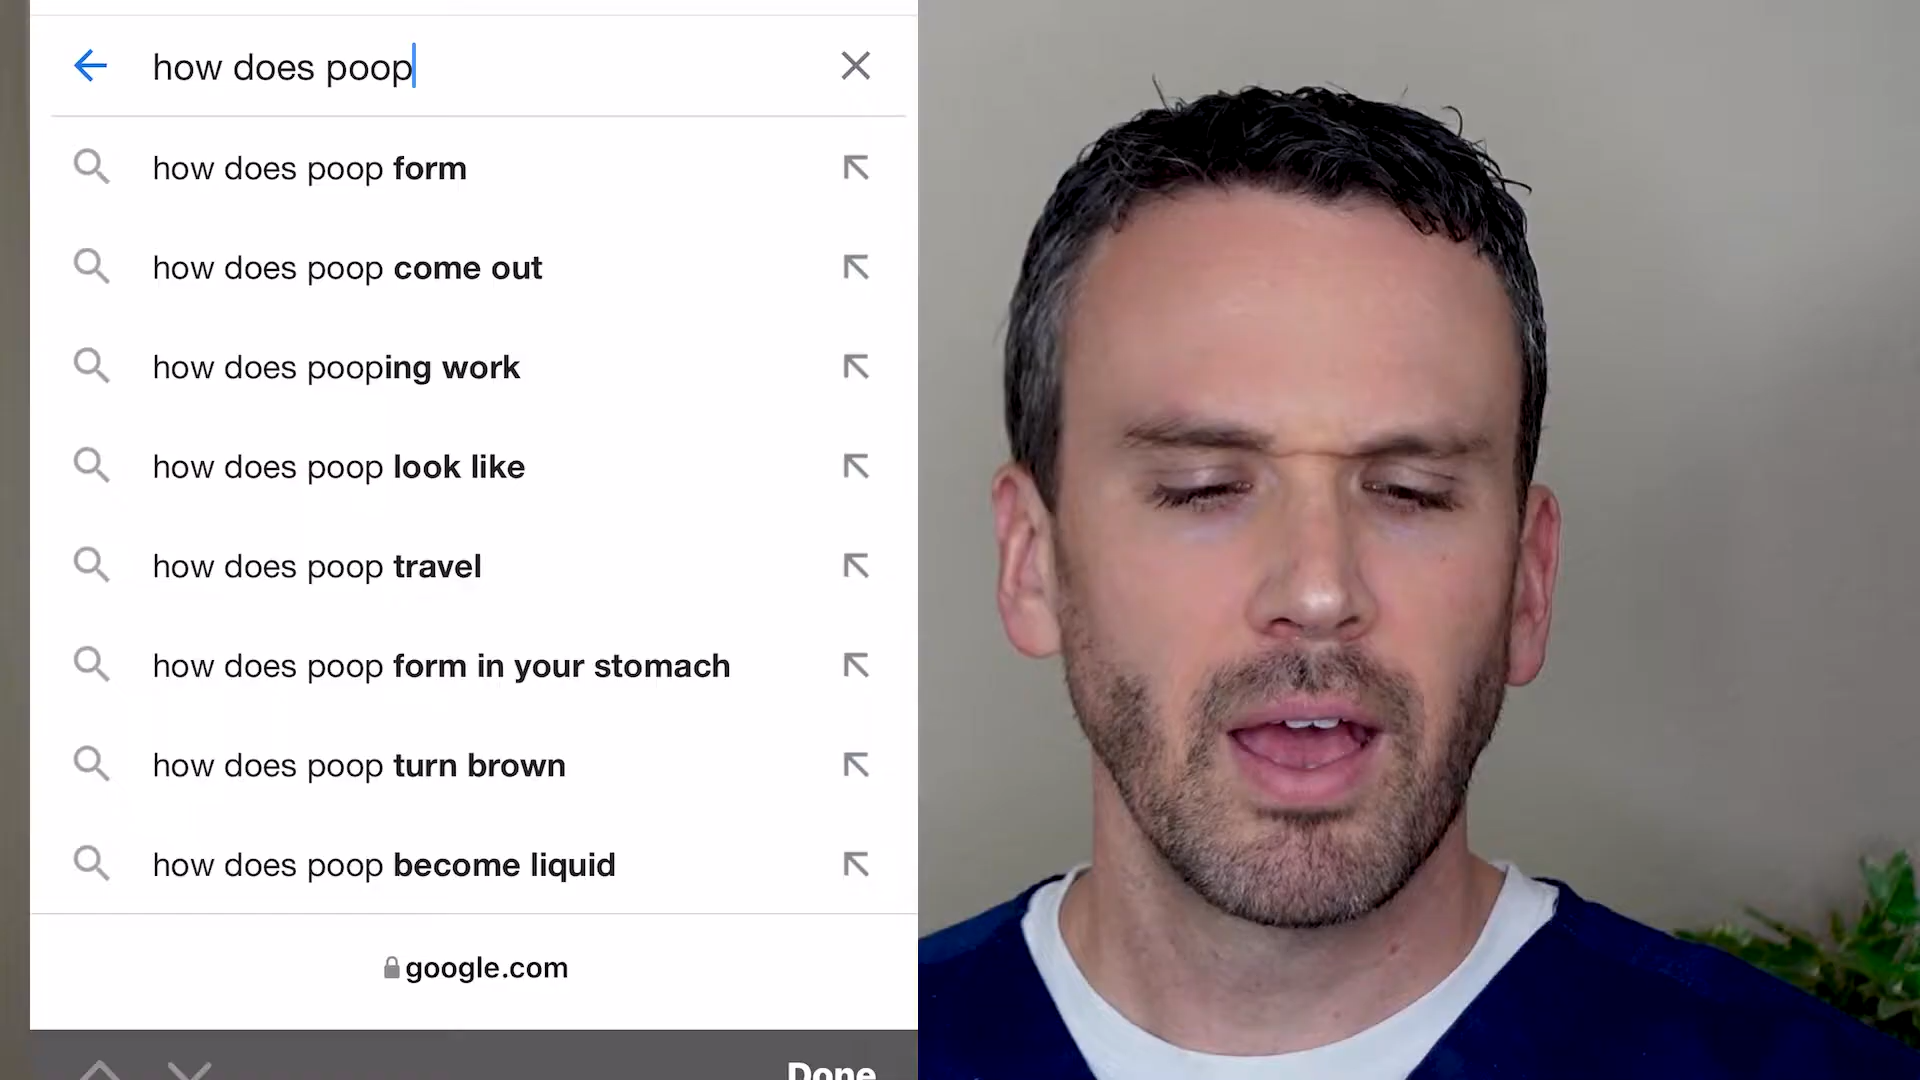 how does poop
how does poop form
how does poop come out
how does pooping work
how does poop look like
how does poop travel
how does poop form in your stomach
how does poop turn brown
how does poop become liquid
google.com
Done